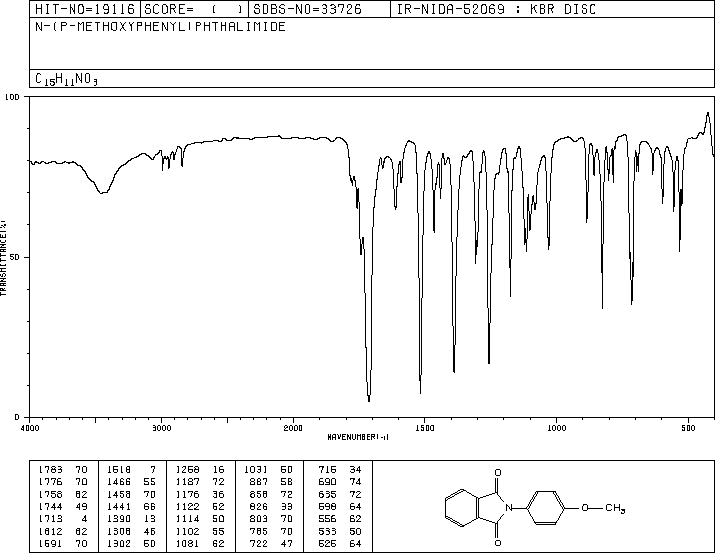 HIT-NO=19116 SCORE= ( ) SDBS-NO=33726 IR-NIDA-52069 : KBR DISC
N-(P-METHOXYPHENYL)PHTHALIMIDE
C15H11NO3
100
50
0
TRANSMITTANCE(%)
4000 3000 2000 1500 1000 500
WAVENUMBER(-1)
1783 70 1518 7 1258 16 1031 50 716 34
1776 70 1466 55 1187 72 887 58 690 74
1758 62 1458 70 1176 36 858 72 635 72
1744 49 1441 66 1122 52 826 33 598 64
1713 4 1390 13 1114 50 803 70 556 62
1612 62 1308 46 1102 55 785 70 533 50
1591 70 1302 60 1081 62 722 47 526 64
O
N O CH3
O